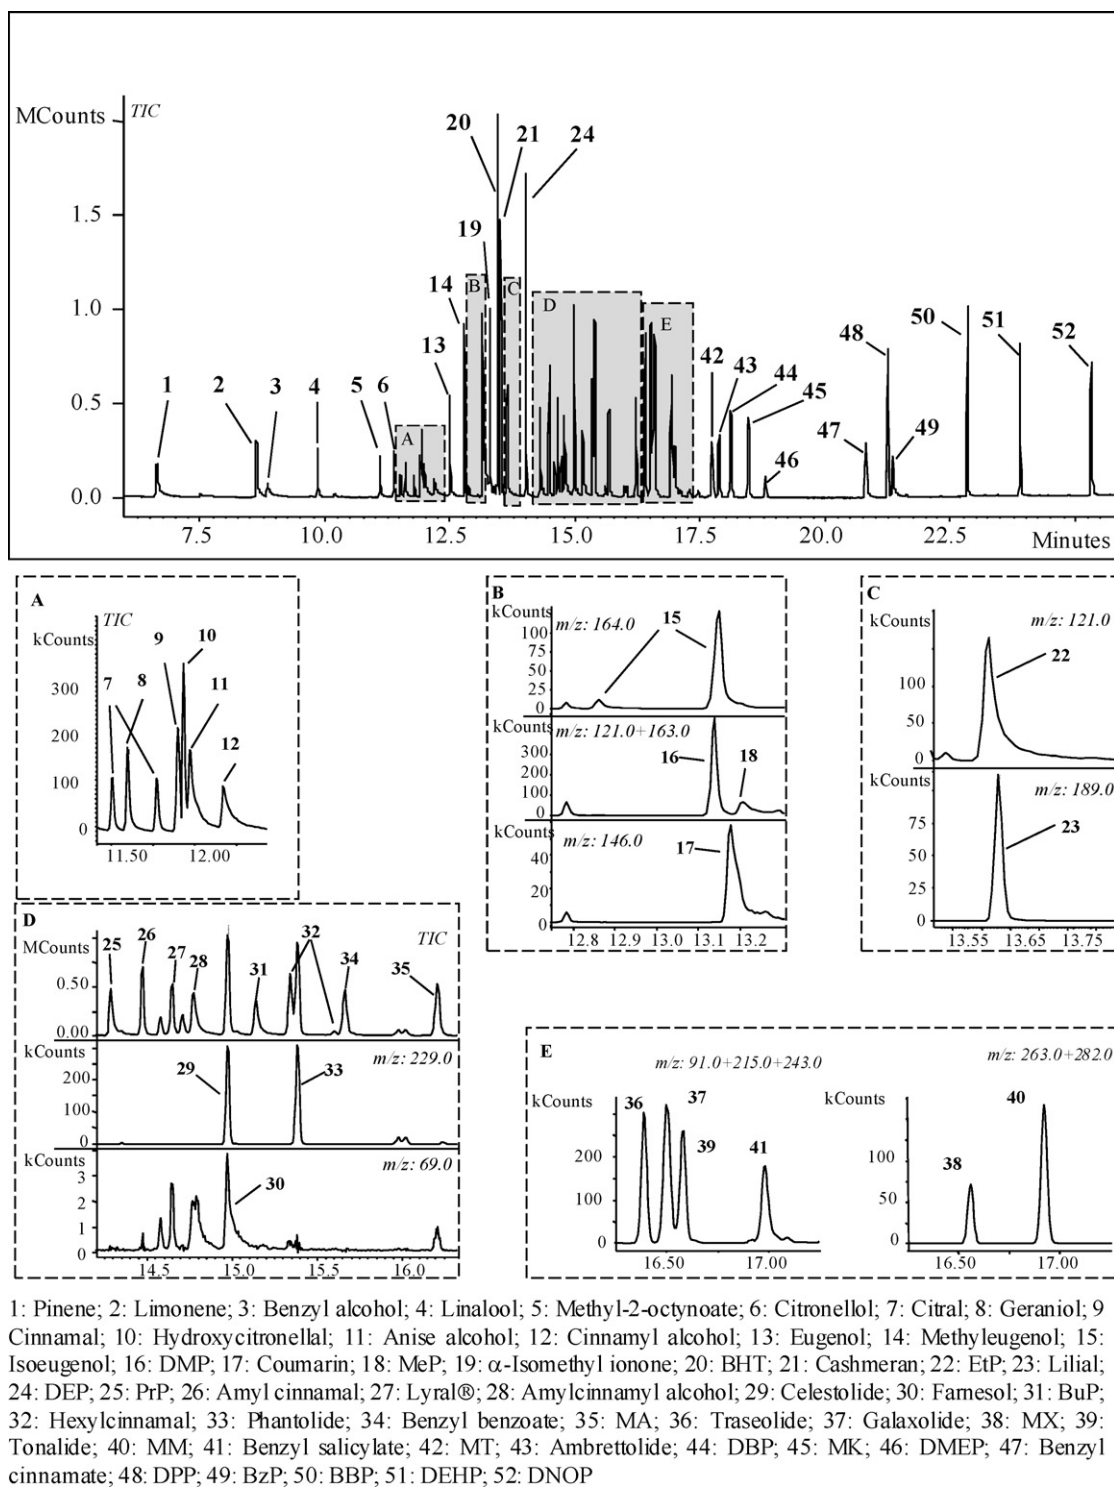 MCounts TIC
20 21 24
1.5
19
B C
14 D
1.0 E
13 50 51
48 52
42 43
1 2 3 4 5 6 44
0.5 A 45
47 49
46
0.0
7.5 10.0 12.5 15.0 17.5 20.0 22.5 Minutes
A
TIC
kCounts
9 10
7 8 11
12
300
200
100
0
11.50 12.00
B
kCounts m/z: 164.0 15
100
75
50
25
0
kCounts m/z: 121.0+163.0
300 16 18
200
100
0
kCounts m/z: 146.0 17
40
20
0
12.8 12.9 13.0 13.1 13.2
C
kCounts m/z: 121.0
22
100
50
0
kCounts m/z: 189.0
75 23
50
25
0
13.55 13.65 13.75
D
MCounts TIC
25 26 27 28 31 32 34 35
0.50
0.00
kCounts m/z: 229.0
29 33
200
100
0
kCounts m/z: 69.0
3 30
2
1
0
14.5 15.0 15.5 16.0
E
m/z: 91.0+215.0+243.0 m/z: 263.0+282.0
kCounts 36 37 kCounts 40
39 41 38
200 100
100 50
0 0
16.50 17.00 16.50 17.00
1: Pinene; 2: Limonene; 3: Benzyl alcohol; 4: Linalool; 5: Methyl-2-octynoate; 6: Citronellol; 7: Citral; 8: Geraniol; 9
Cinnamal; 10: Hydroxycitronellal; 11: Anise alcohol; 12: Cinnamyl alcohol; 13: Eugenol; 14: Methyleugenol; 15:
Isoeugenol; 16: DMP; 17: Coumarin; 18: MeP; 19: α-Isomethyl ionone; 20: BHT; 21: Cashmeran; 22: EtP; 23: Lilial;
24: DEP; 25: PrP; 26: Amyl cinnamal; 27: Lyral®; 28: Amylcinnamyl alcohol; 29: Celestolide; 30: Farnesol; 31: BuP;
32: Hexylcinnamal; 33: Phantolide; 34: Benzyl benzoate; 35: MA; 36: Traseolide; 37: Galaxolide; 38: MX; 39:
Tonalide; 40: MM; 41: Benzyl salicylate; 42: MT; 43: Ambrettolide; 44: DBP; 45: MK; 46: DMEP; 47: Benzyl
cinnamate; 48: DPP; 49: BzP; 50: BBP; 51: DEHP; 52: DNOP